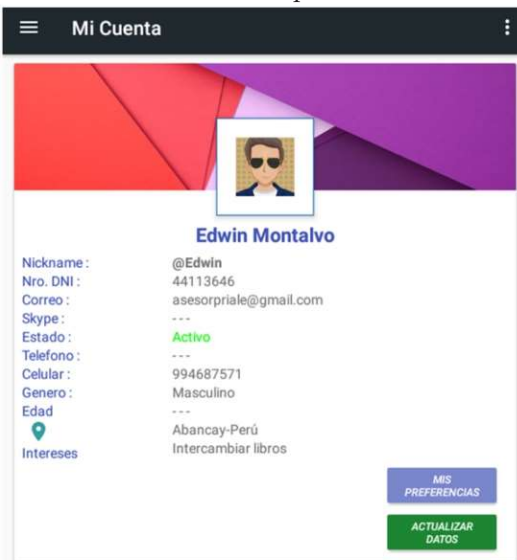 Mi Cuenta
Edwin Montalvo
Nickname : @Edwin
Nro. DNI : 44113646
Correo : asesorpriale@gmail.com
Skype : ---
Estado : Activo
Telefono : ---
Celular : 994687571
Genero : Masculino
Edad ---
Abancay-Perú
Intereses Intercambiar libros
MIS
PREFERENCIAS
ACTUALIZAR
DATOS